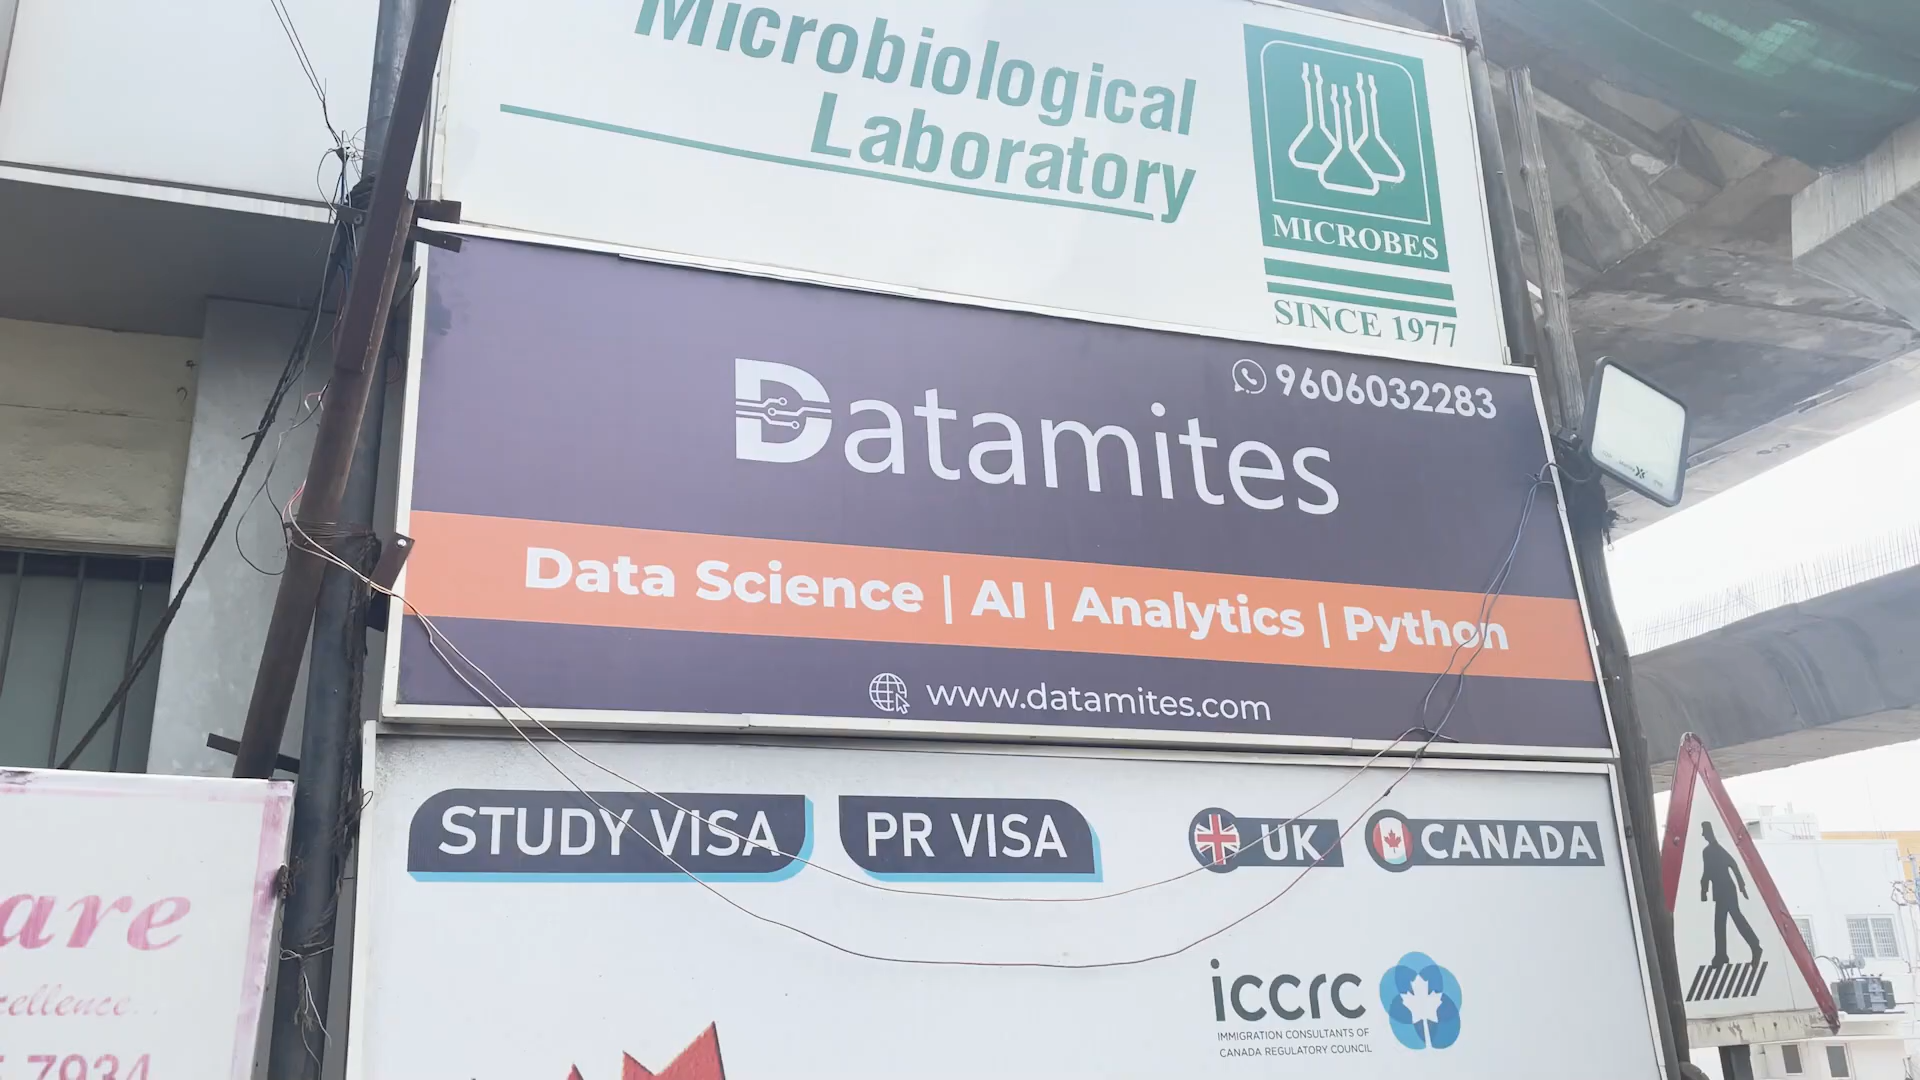 Microbiological
Laboratory
MICROBES
SINCE 1977
9606032283
Datamites
Data Science | AI | Analytics | Python
www.datamites.com
STUDY VISA
PR VISA
UK
CANADA
iccrc
IMMIGRATION CONSULTANTS OF
CANADA REGULATORY COUNCIL
are
cellence..
7934